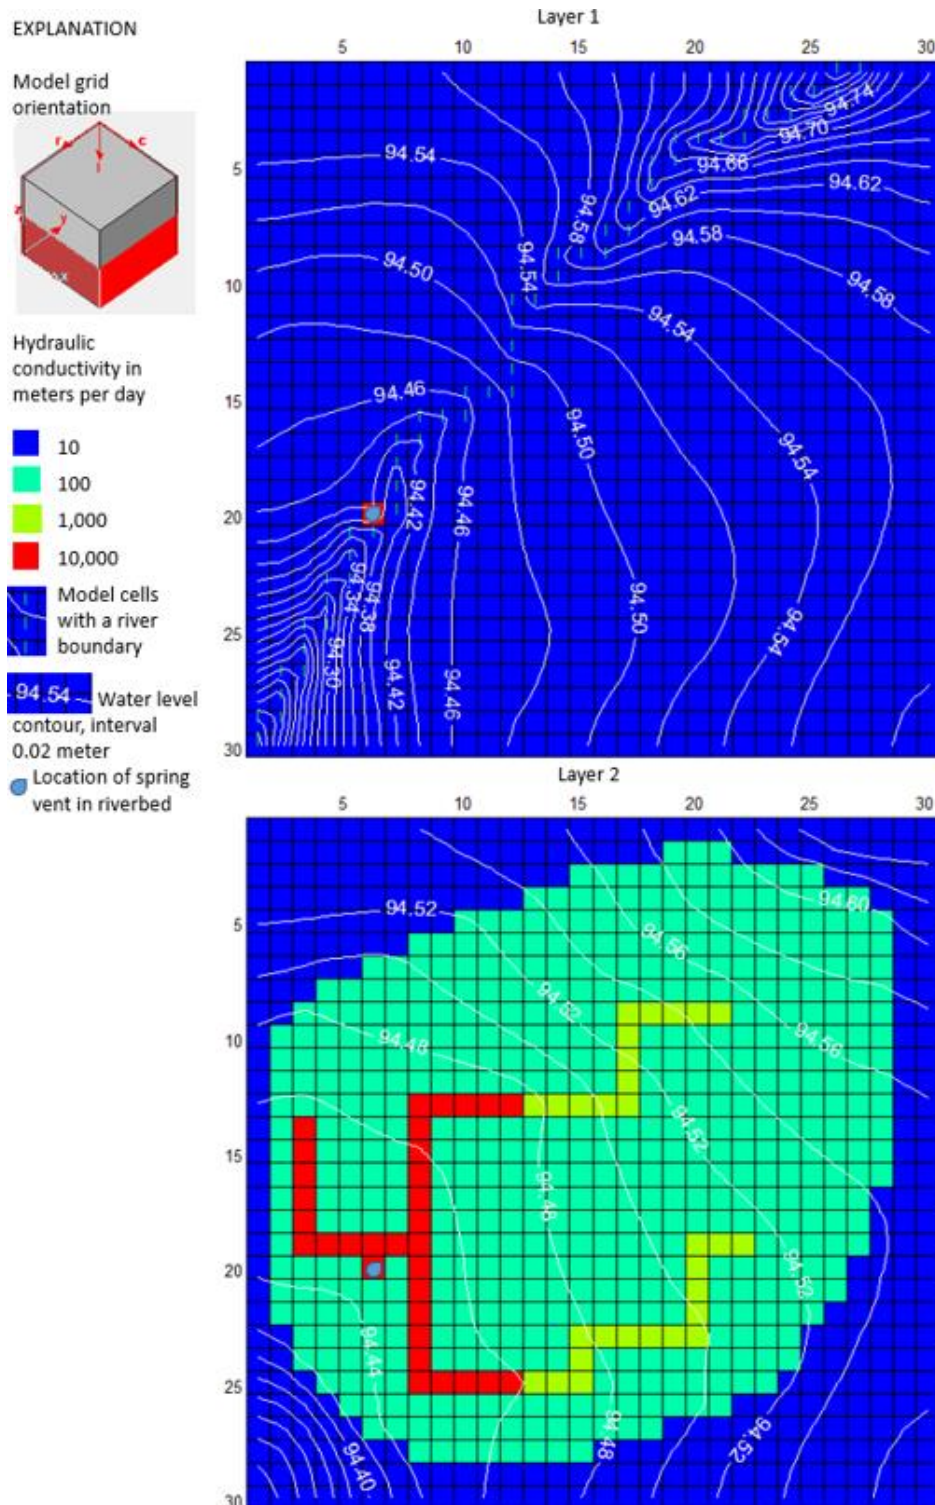 EXPLANATION
Model grid
orientation
r
c
z
y
x
Hydraulic
conductivity in
meters per day
10
100
1,000
10,000
Model cells
with a river
boundary
94.54
Water level
contour, interval
0.02 meter
Location of spring
vent in riverbed
Layer 1
5 10 15 20 25 30
5
10
15
20
25
30
94.74
94.70
94.66
94.62
94.62
94.58
94.58
94.58
94.54
94.54
94.54
94.50
94.50
94.54
94.46
94.46
94.42
94.34
94.38
94.30
94.42
94.46
94.50
94.54
Layer 2
5 10 15 20 25 30
5
10
15
20
25
30
94.60
94.52
94.56
94.52
94.56
94.48
94.52
94.48
94.52
94.44
94.48
94.52
94.40